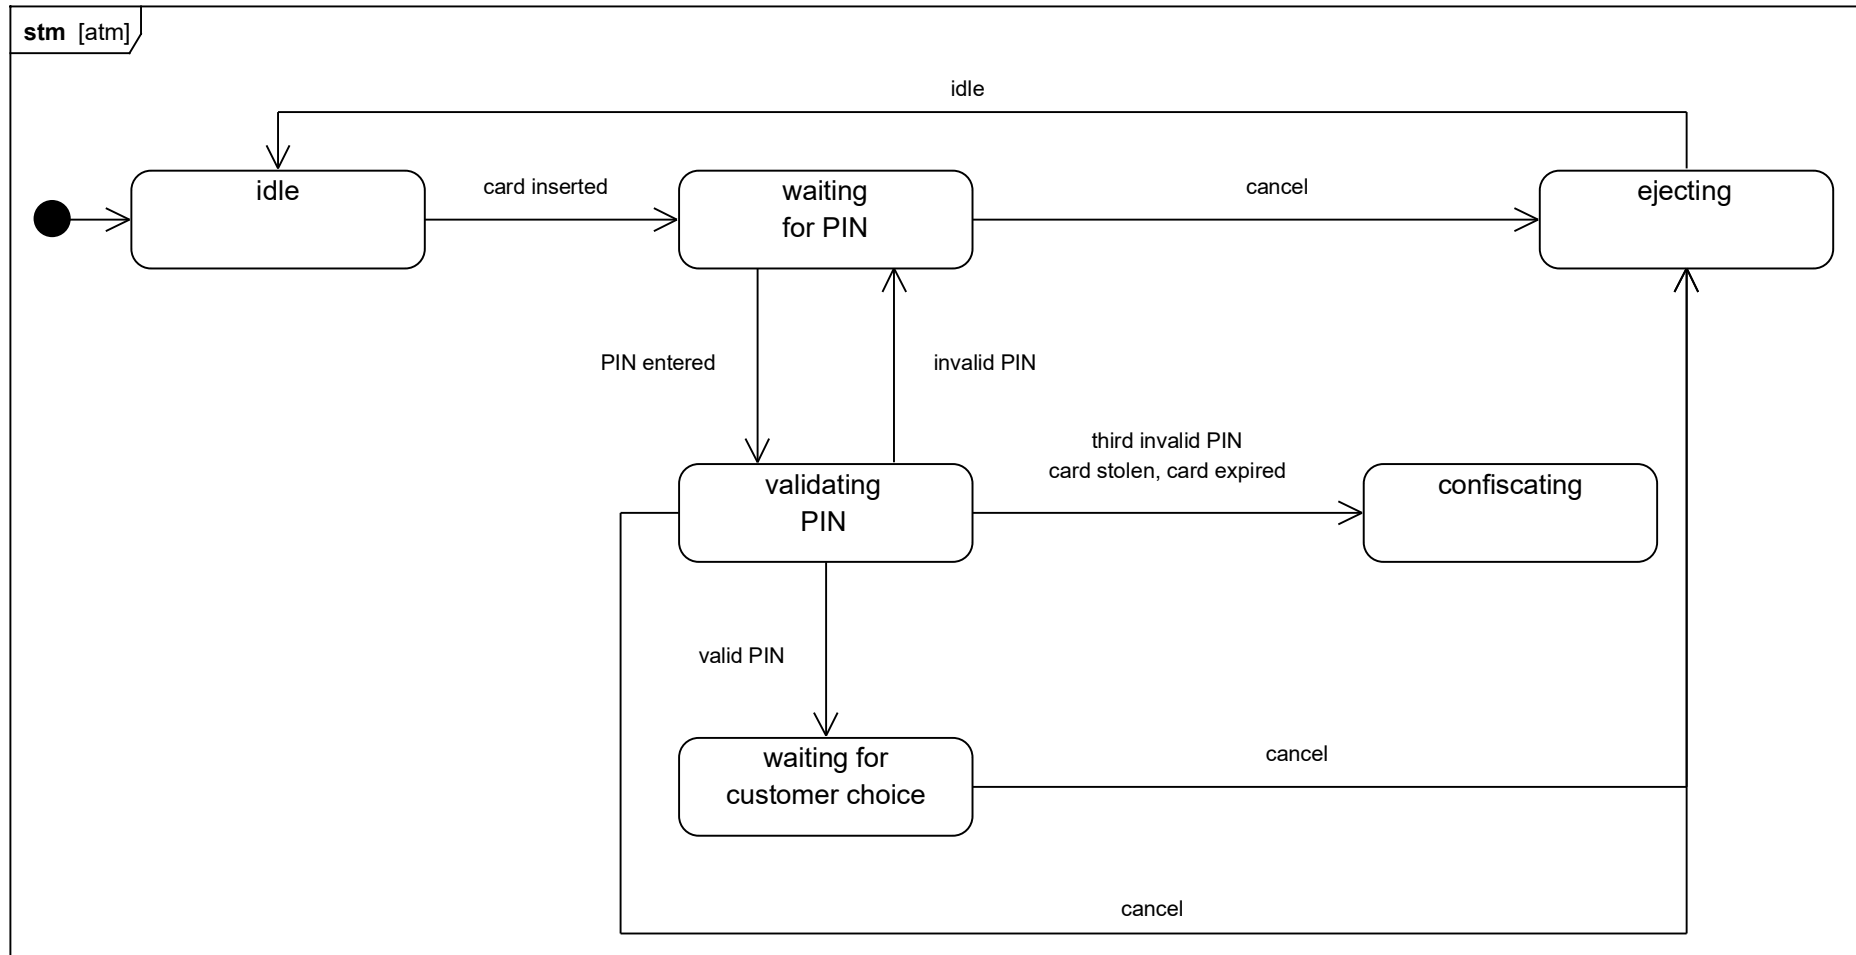 stm [atm]
idle
idle
card inserted
waiting
for PIN
cancel
ejecting
PIN entered
invalid PIN
third invalid PIN
card stolen, card expired
validating
PIN
confiscating
valid PIN
waiting for
customer choice
cancel
cancel